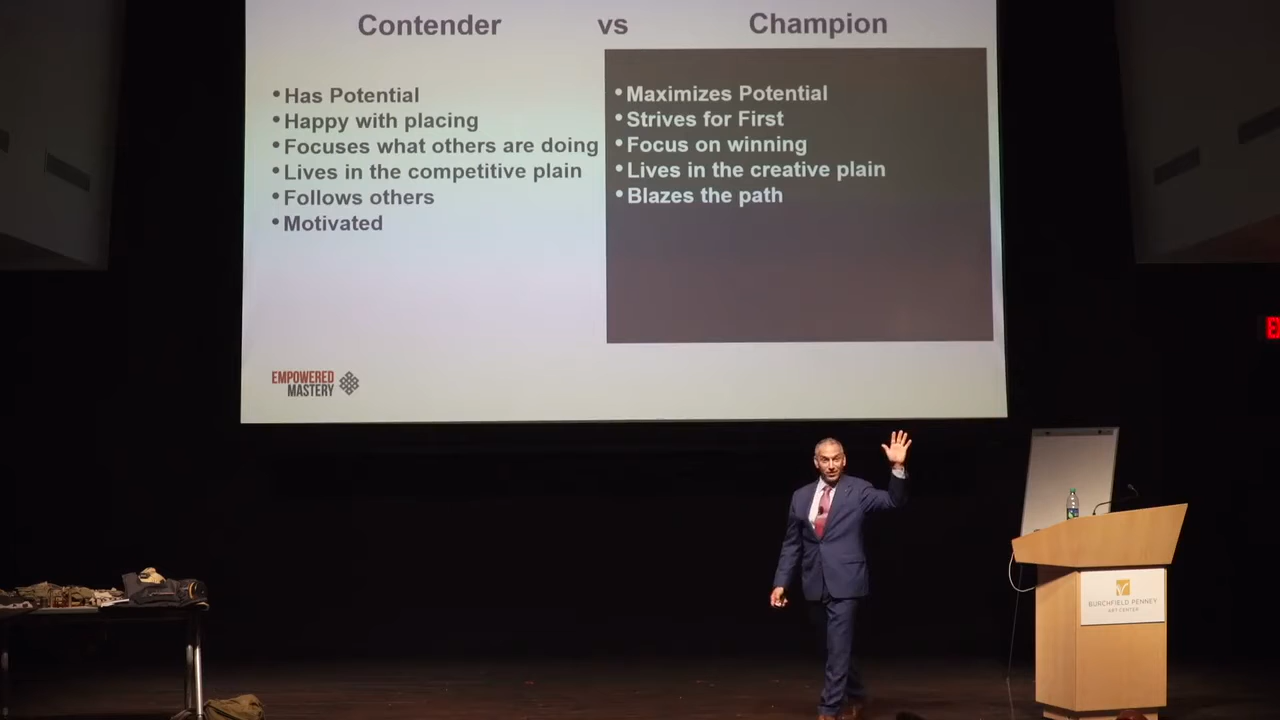 Contender vs Champion
• Has Potential
• Happy with placing
• Focuses what others are doing
• Lives in the competitive plain
• Follows others
• Motivated
• Maximizes Potential
• Strives for First
• Focus on winning
• Lives in the creative plain
• Blazes the path
EMPOWERED
MASTERY
E
BURCHFIELD PENNEY
ART CENTER